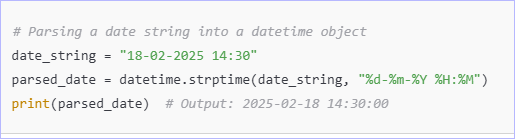 # Parsing a date string into a datetime object
date_string = "18-02-2025 14:30"
parsed_date = datetime.strptime(date_string, "%d-%m-%Y %H:%M")
print(parsed_date)  # Output: 2025-02-18 14:30:00